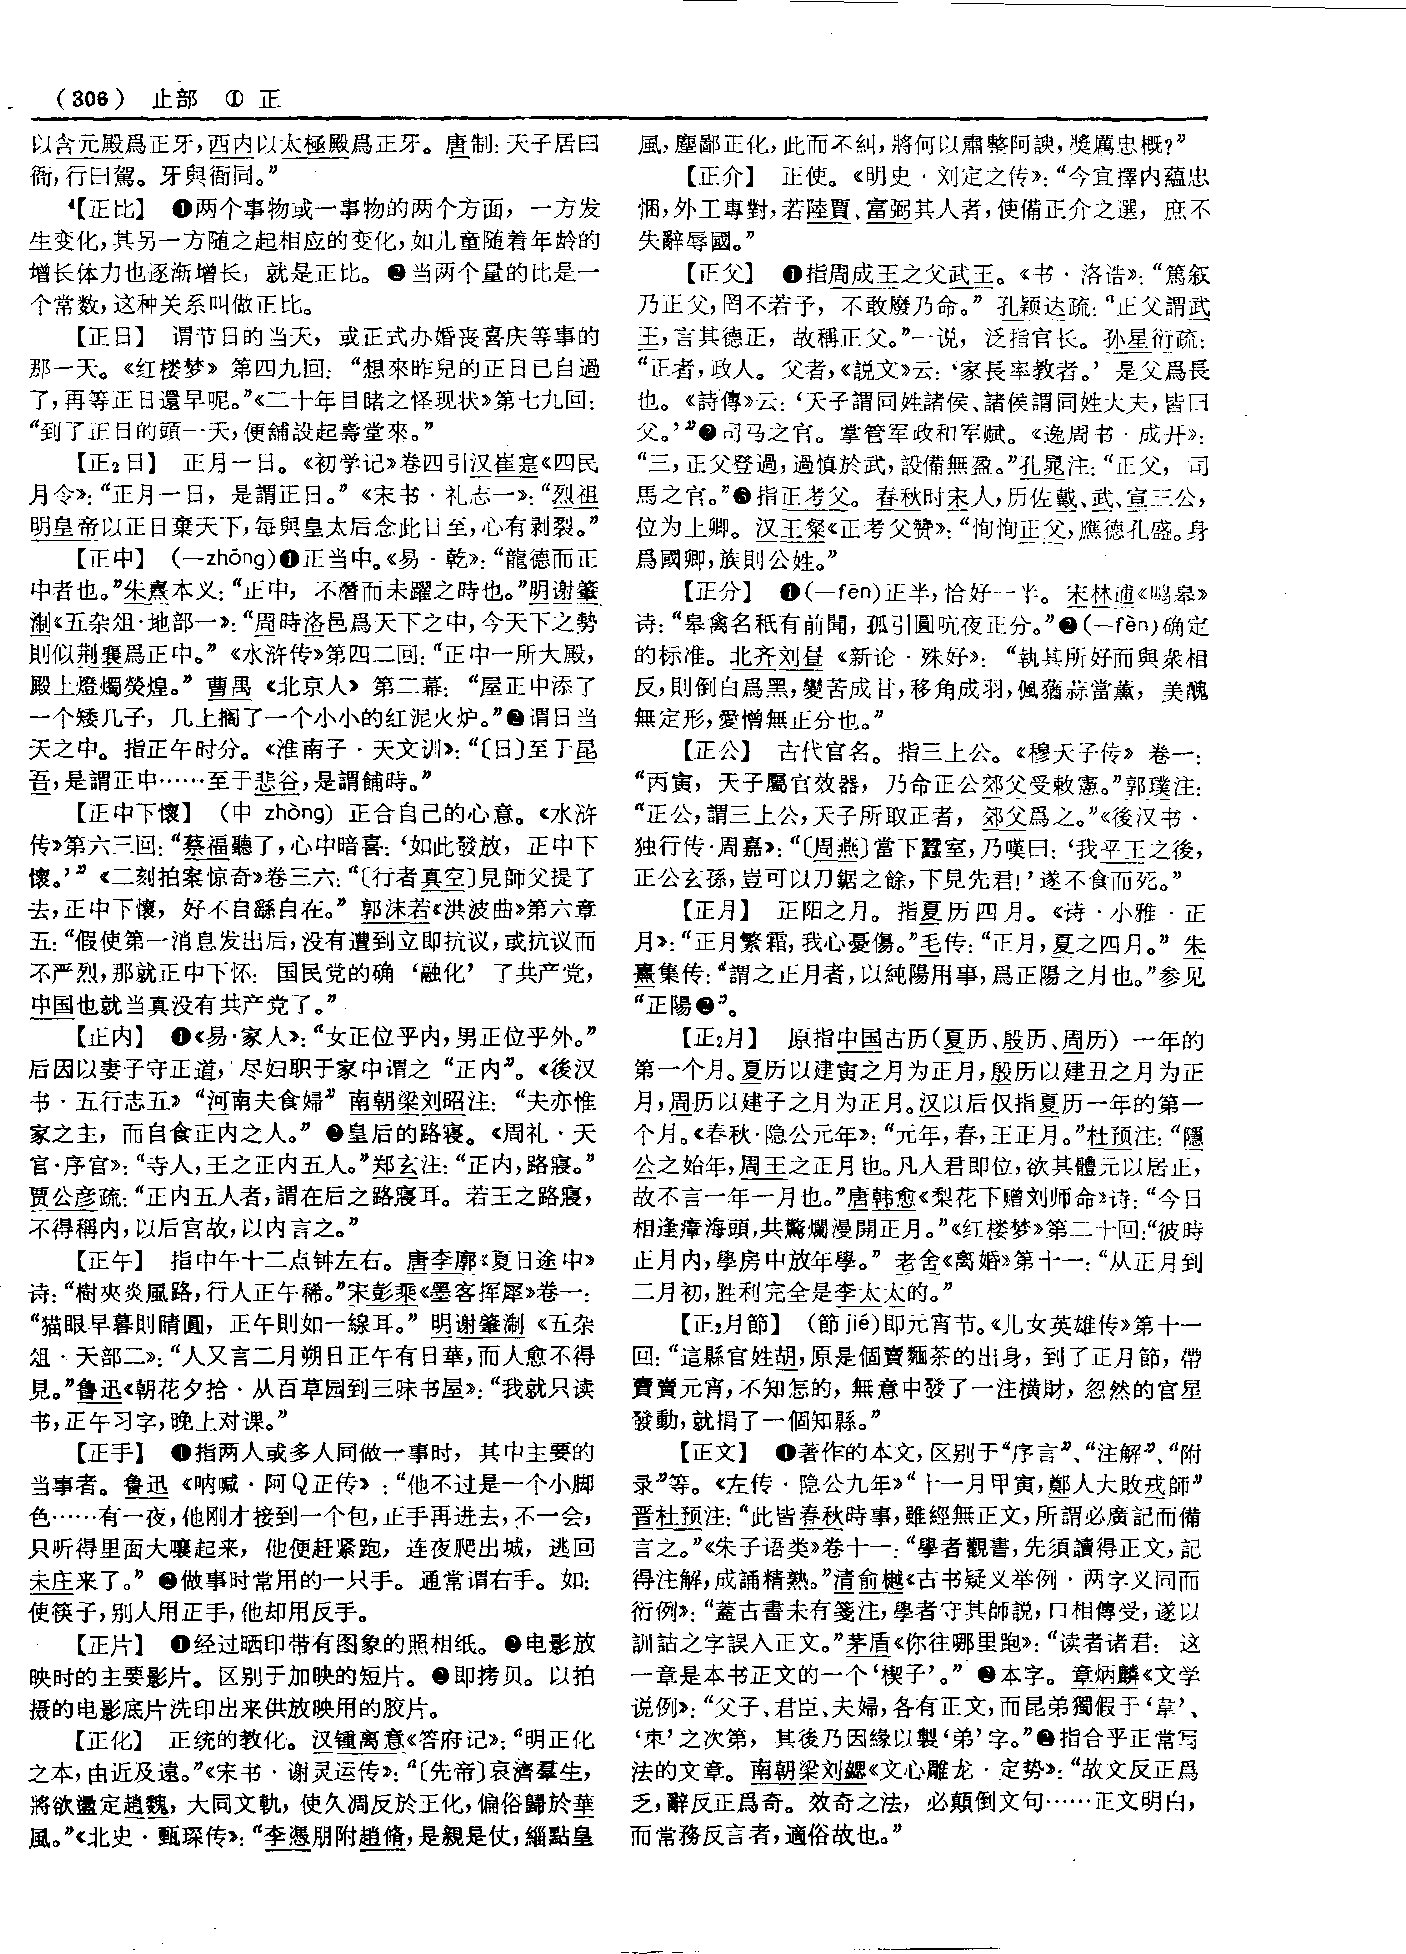 （306） 止部 ① 正
以含元殿爲正牙，西内以太極殿爲正牙。唐制：天子居曰
衙，行曰駕。牙與衙同。”
【正比】 ❶两个事物或一事物的两个方面，一方发
生变化，其另一方随之起相应的变化，如儿童随着年龄的
增长体力也逐渐增长，就是正比。❷当两个量的比是一
个常数，这种关系叫做正比。
【正日】 谓节日的当天，或正式办婚丧喜庆等事的
那一天。《红楼梦》第四九回：“想來昨兒的正日已自過
了，再等正日還早呢。”《二十年目睹之怪现状》第七九回：
“到了正日的頭一天，便舖設起壽堂來。”
【正₂日】 正月一日。《初学记》卷四引汉崔寔《四民
月令》：“正月一日，是謂正日。”《宋书·礼志一》：“烈祖
明皇帝以正日棄天下，每與皇太后念此日至，心有剥裂。”
【正中】 （—zhōng）❶正当中。《易·乾》：“龍德而正
中者也。”朱熹本义：“正中，不潛而未躍之時也。”明谢肇
淛《五杂俎·地部一》：“周時洛邑爲天下之中，今天下之勢
則似荆襄爲正中。”《水浒传》第四二回：“正中一所大殿，
殿上燈燭熒煌。”曹禺《北京人》第二幕：“屋正中添了
一个矮几子，几上搁了一个小小的红泥火炉。”❷谓日当
天之中。指正午时分。《淮南子·天文训》：“〔日〕至于昆
吾，是謂正中……至于悲谷，是謂餔時。”
【正中下懷】 （中 zhòng）正合自己的心意。《水浒
传》第六三回：“蔡福聽了，心中暗喜：‘如此發放，正中下
懷。’”《二刻拍案惊奇》卷三六：“〔行者真空〕見師父提了
去，正中下懷，好不自繇自在。”郭沫若《洪波曲》第六章
五：“假使第一消息发出后，没有遭到立即抗议，或抗议而
不严烈，那就正中下怀：国民党的确‘融化’了共产党，
中国也就当真没有共产党了。”
【正内】 ❶《易·家人》：“女正位乎内，男正位乎外。”
后因以妻子守正道，尽妇职于家中谓之“正内”。《後汉
书·五行志五》“河南夫食婦”南朝梁刘昭注：“夫亦惟
家之主，而自食正内之人。”❷皇后的路寝。《周礼·天
官·序官》：“寺人，王之正内五人。”郑玄注：“正内，路寢。”
贾公彦疏：“正内五人者，謂在后之路寢耳。若王之路寢，
不得稱内，以后宫故，以内言之。”
【正午】 指中午十二点钟左右。唐李廓《夏日途中》
诗：“樹夾炎風路，行人正午稀。”宋彭乘《墨客挥犀》卷一：
“猫眼早暮則睛圓，正午則如一線耳。”明谢肇淛《五杂
俎·天部二》：“人又言二月朔日正午有日華，而人愈不得
見。”鲁迅《朝花夕拾·从百草园到三味书屋》：“我就只读
书，正午习字，晚上对课。”
【正手】 ❶指两人或多人同做一事时，其中主要的
当事者。鲁迅《呐喊·阿Q正传》：“他不过是一个小脚
色……有一夜，他刚才接到一个包，正手再进去，不一会，
只听得里面大嚷起来，他便赶紧跑，连夜爬出城，逃回
未庄来了。”❷做事时常用的一只手。通常谓右手。如：
使筷子，别人用正手，他却用反手。
【正片】 ❶经过晒印带有图象的照相纸。❷电影放
映时的主要影片。区别于加映的短片。❸即拷贝。以拍
摄的电影底片洗印出来供放映用的胶片。
【正化】 正统的教化。汉锺离意《答府记》：“明正化
之本，由近及遠。”《宋书·谢灵运传》：“〔先帝〕哀濟羣生，
將欲盪定趙魏，大同文軌，使久凋反於正化，偏俗歸於華
風。”《北史·甄琛传》：“李憑朋附趙脩，是親是仗，緇點皇
風，塵鄙正化，此而不糾，將何以肅整阿諛，獎厲忠概？”
【正介】 正使。《明史·刘定之传》：“今宜擇内蘊忠
悃，外工專對，若陸賈、富弼其人者，使備正介之選，庶不
失辭辱國。”
【正父】 ❶指周成王之父武王。《书·洛诰》：“篤叙
乃正父，罔不若予，不敢廢乃命。”孔颖达疏：“正父謂武
王，言其德正，故稱正父。”一说，泛指官长。孙星衍疏：
“正者，政人。父者，《説文》云：‘家長率教者。’是父爲長
也。《詩傳》云：‘天子謂同姓諸侯、諸侯謂同姓大夫，皆曰
父。’”❷司马之官。掌管军政和军赋。《逸周书·成开》：
“三，正父登過，過慎於武，設備無盈。”孔晁注：“正父，司
馬之官。”❸指正考父。春秋时宋人，历佐戴、武、宣三公，
位为上卿。汉王粲《正考父赞》：“恂恂正父，應德孔盛。身
爲國卿，族則公姓。”
【正分】 ❶（—fēn）正半，恰好一半。宋林逋《鸣皋》
诗：“皋禽名秖有前聞，孤引圓吭夜正分。”❷（—fèn）确定
的标准。北齐刘昼《新论·殊好》：“執其所好而與衆相
反，則倒白爲黑，變苦成甘，移角成羽，佩蕕蒜當薰，美醜
無定形，愛憎無正分也。”
【正公】 古代官名。指三上公。《穆天子传》卷一：
“丙寅，天子屬官效器，乃命正公郊父受敕憲。”郭璞注：
“正公，謂三上公，天子所取正者，郊父爲之。”《後汉书·
独行传·周嘉》：“〔周燕〕當下蠶室，乃嘆曰：‘我平王之後，
正公玄孫，豈可以刀鋸之餘，下見先君！’遂不食而死。”
【正月】 正阳之月。指夏历四月。《诗·小雅·正
月》：“正月繁霜，我心憂傷。”毛传：“正月，夏之四月。”朱
熹集传：“謂之正月者，以純陽用事，爲正陽之月也。”参见
“正陽❷”。
【正₂月】 原指中国古历（夏历、殷历、周历）一年的
第一个月。夏历以建寅之月为正月，殷历以建丑之月为正
月，周历以建子之月为正月。汉以后仅指夏历一年的第一
个月。《春秋·隐公元年》：“元年，春，王正月。”杜预注：“隱
公之始年，周王之正月也。凡人君即位，欲其體元以居正，
故不言一年一月也。”唐韩愈《梨花下赠刘师命》诗：“今日
相逢瘴海頭，共驚爛漫開正月。”《红楼梦》第二十回：“彼時
正月内，學房中放年學。”老舍《离婚》第十一：“从正月到
二月初，胜利完全是李太太的。”
【正₂月節】 （節 jié）即元宵节。《儿女英雄传》第十一
回：“這縣官姓胡，原是個賣麵茶的出身，到了正月節，帶
賣賣元宵，不知怎的，無意中發了一注横財，忽然的官星
發動，就捐了一個知縣。”
【正文】 ❶著作的本文，区别于“序言”、“注解”、“附
录”等。《左传·隐公九年》“十一月甲寅，鄭人大敗戎師”
晋杜预注：“此皆春秋時事，雖經無正文，所謂必廣記而備
言之。”《朱子语类》卷十一：“學者觀書，先須讀得正文，記
得注解，成誦精熟。”清俞樾《古书疑义举例·两字义同而
衍例》：“蓋古書未有箋注，學者守其師説，口相傳受，遂以
訓詁之字誤入正文。”茅盾《你往哪里跑》：“读者诸君：这
一章是本书正文的一个‘楔子’。”❷本字。章炳麟《文学
说例》：“父子、君臣、夫婦，各有正文，而昆弟獨假于‘韋’、
‘束’之次第，其後乃因緣以製‘弟’字。”❸指合乎正常写
法的文章。南朝梁刘勰《文心雕龙·定势》：“故文反正爲
乏，辭反正爲奇。效奇之法，必顛倒文句……正文明白，
而常務反言者，適俗故也。”